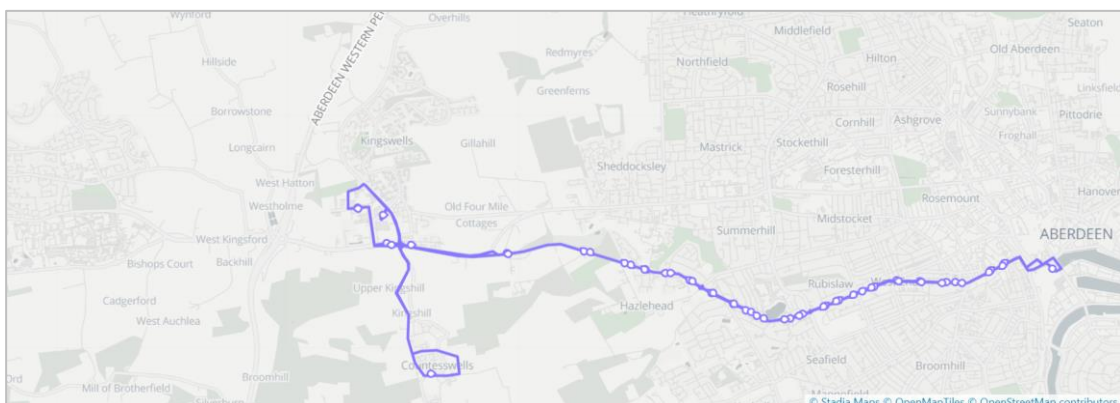 Wynford
Overhills
Heathryfold
Seaton
Middlefield
Old Aberdeen
Hillside
Redmyres
Northfield
Hilton
ABERDEEN WESTERN PER
Greenferns
Rosehill
Linksfield
Borrowstone
Sunnybank
Pittodrie
Cornhill
Ashgrove
Froghall
Kingswells
Gillahill
Mastrick
Stockethill
Longcairn
Sheddocksley
Foresterhill
West Hatton
Hanover
Westholme
Old Four Mile
Cottages
Rosemount
Midstocket
West Kingsford
Summerhill
ABERDEEN
Bishops Court
Backhill
Upper Kingshill
Rubislaw
Cadgerford
Hazlehead
Kingshill
West Auchlea
Seafield
Countesswells
Broomhill
Ord
Mill of Brotherfield
Broomhill
Mannofield
Silverburn
© Stadia Maps © OpenMapTiles © OpenStreetMap contributors